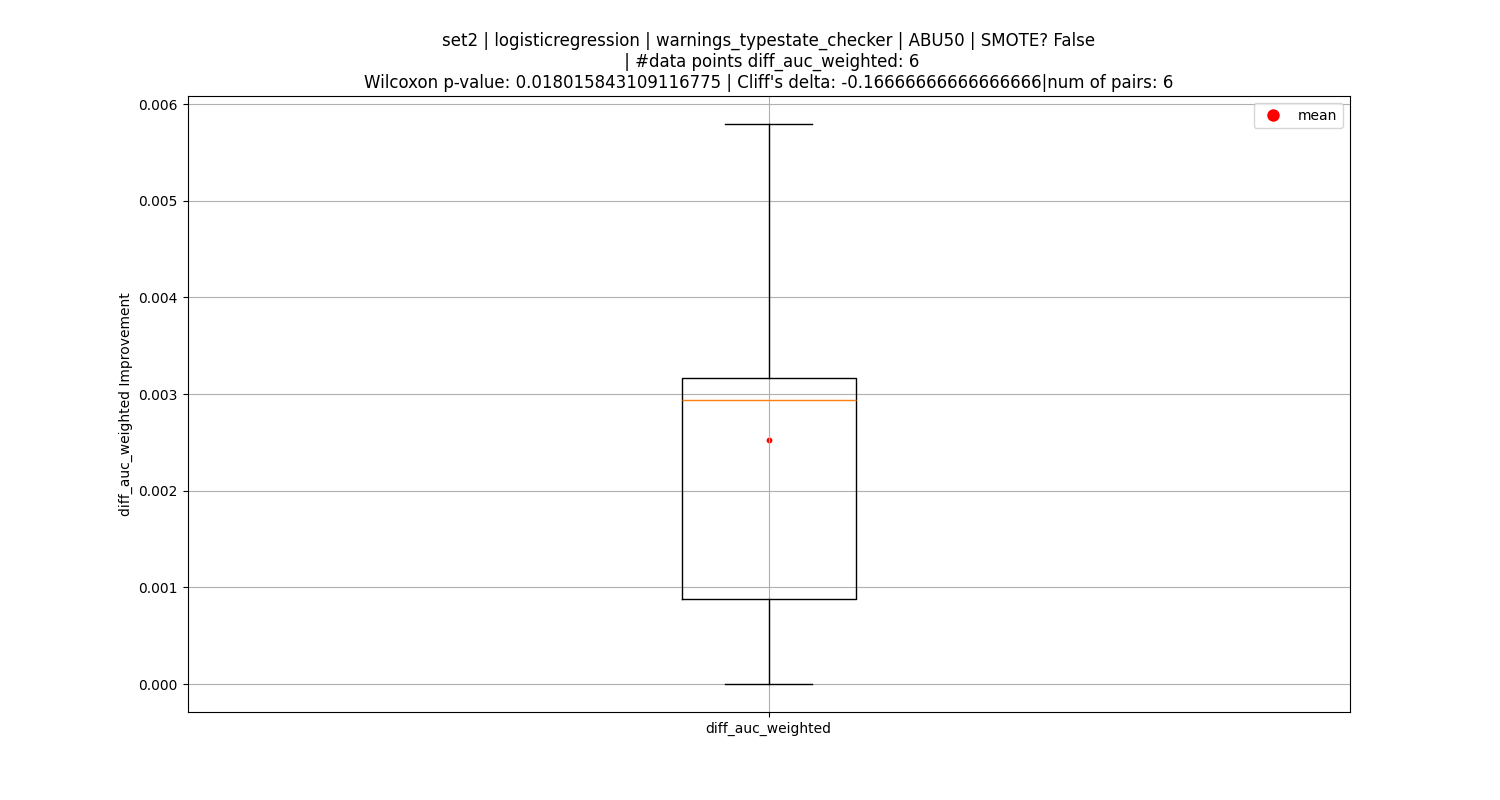 set2 | logisticregression | warnings_typestate_checker | ABU50 | SMOTE? False
| #data points diff_auc_weighted: 6
Wilcoxon p-value: 0.018015843109116775 | Cliff's delta: -0.16666666666666666|num of pairs: 6
mean
0.006
0.005
0.004
0.003
0.002
0.001
0.000
diff_auc_weighted Improvement
diff_auc_weighted